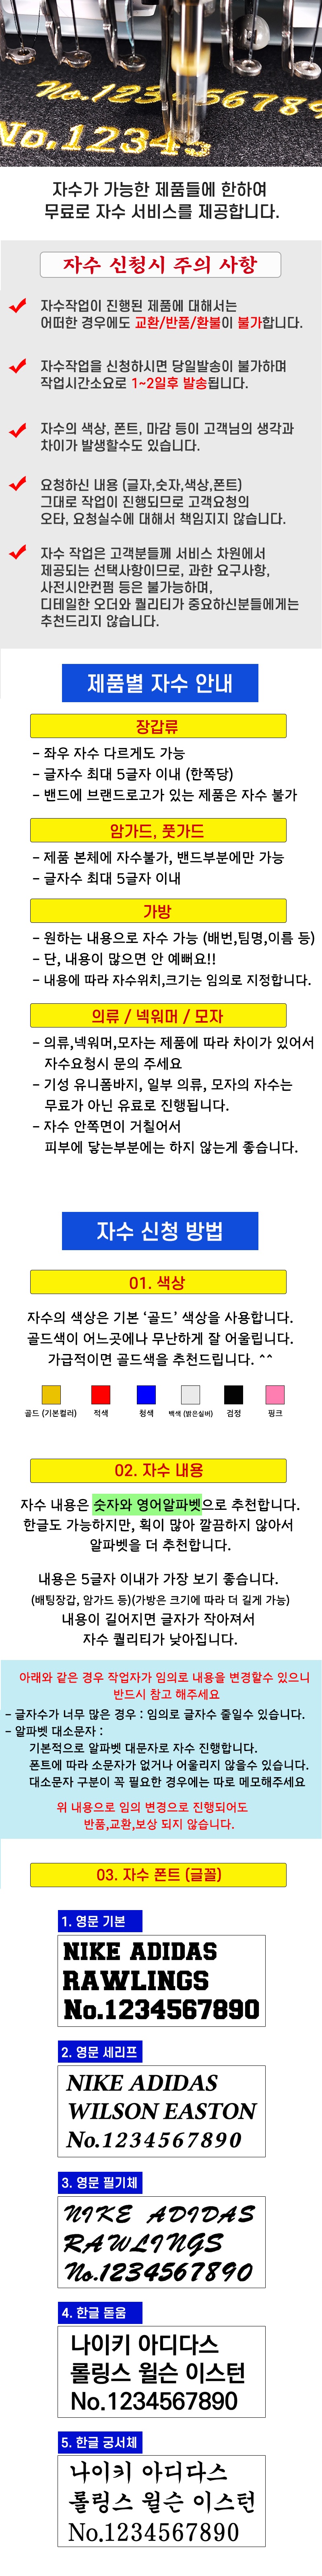 No.123456789
No.12345
자수가 가능한 제품들에 한하여
무료로 자수 서비스를 제공합니다.
자수 신청시 주의 사항
자수작업이 진행된 제품에 대해서는
어떠한 경우에도 교환/반품/환불이 불가합니다.
자수작업을 신청하시면 당일발송이 불가하며
작업시간소요로 1~2일후 발송됩니다.
자수의 색상, 폰트, 마감 등이 고객님의 생각과
차이가 발생할수도 있습니다.
요청하신 내용 (글자,숫자,색상,폰트)
그대로 작업이 진행되므로 고객요청의
오타, 요청실수에 대해서 책임지지 않습니다.
자수 작업은 고객분들께 서비스 차원에서
제공되는 선택사항이므로, 과한 요구사항,
사전시안컨펌 등은 불가능하며,
디테일한 오더와 퀄리티가 중요하신분들에게는
추천드리지 않습니다.
제품별 자수 안내
장갑류
- 좌우 자수 다르게도 가능
- 글자수 최대 5글자 이내 (한쪽당)
- 밴드에 브랜드로고가 있는 제품은 자수 불가
암가드, 풋가드
- 제품 본체에 자수불가, 밴드부분에만 가능
- 글자수 최대 5글자 이내
가방
- 원하는 내용으로 자수 가능 (배번,팀명,이름 등)
- 단, 내용이 많으면 안 예뻐요!!
- 내용에 따라 자수위치,크기는 임의로 지정합니다.
의류 / 넥워머 / 모자
- 의류,넥워머,모자는 제품에 따라 차이가 있어서
자수요청시 문의 주세요
- 기성 유니폼바지, 일부 의류, 모자의 자수는
무료가 아닌 유료로 진행됩니다.
- 자수 안쪽면이 거칠어서
피부에 닿는부분에는 하지 않는게 좋습니다.
자수 신청 방법
01. 색상
자수의 색상은 기본 ‘골드’ 색상을 사용합니다.
골드색이 어느곳에나 무난하게 잘 어울립니다.
가급적이면 골드색을 추천드립니다. ^^
골드 (기본컬러) 적색 청색 백색 (밝은실버) 검정 핑크
02. 자수 내용
자수 내용은 숫자와 영어알파벳으로 추천합니다.
한글도 가능하지만, 획이 많아 깔끔하지 않아서
알파벳을 더 추천합니다.
내용은 5글자 이내가 가장 보기 좋습니다.
(배팅장갑, 암가드 등)(가방은 크기에 따라 더 길게 가능)
내용이 길어지면 글자가 작아져서
자수 퀄리티가 낮아집니다.
아래와 같은 경우 작업자가 임의로 내용을 변경할수 있으니
반드시 참고 해주세요
- 글자수가 너무 많은 경우 : 임의로 글자수 줄일수 있습니다.
- 알파벳 대소문자 :
기본적으로 알파벳 대문자로 자수 진행합니다.
폰트에 따라 소문자가 없거나 어울리지 않을수 있습니다.
대소문자 구분이 꼭 필요한 경우에는 따로 메모해주세요
위 내용으로 임의 변경으로 진행되어도
반품,교환,보상 되지 않습니다.
03. 자수 폰트 (글꼴)
1. 영문 기본
NIKE ADIDAS
RAWLINGS
No.1234567890
2. 영문 세리프
NIKE ADIDAS
WILSON EASTON
No.1234567890
3. 영문 필기체
NIKE ADIDAS
RAWLINGS
No.1234567890
4. 한글 돋움
나이키 아디다스
롤링스 윌슨 이스턴
No.1234567890
5. 한글 궁서체
나이키 아디다스
롤링스 윌슨 이스턴
No.1234567890